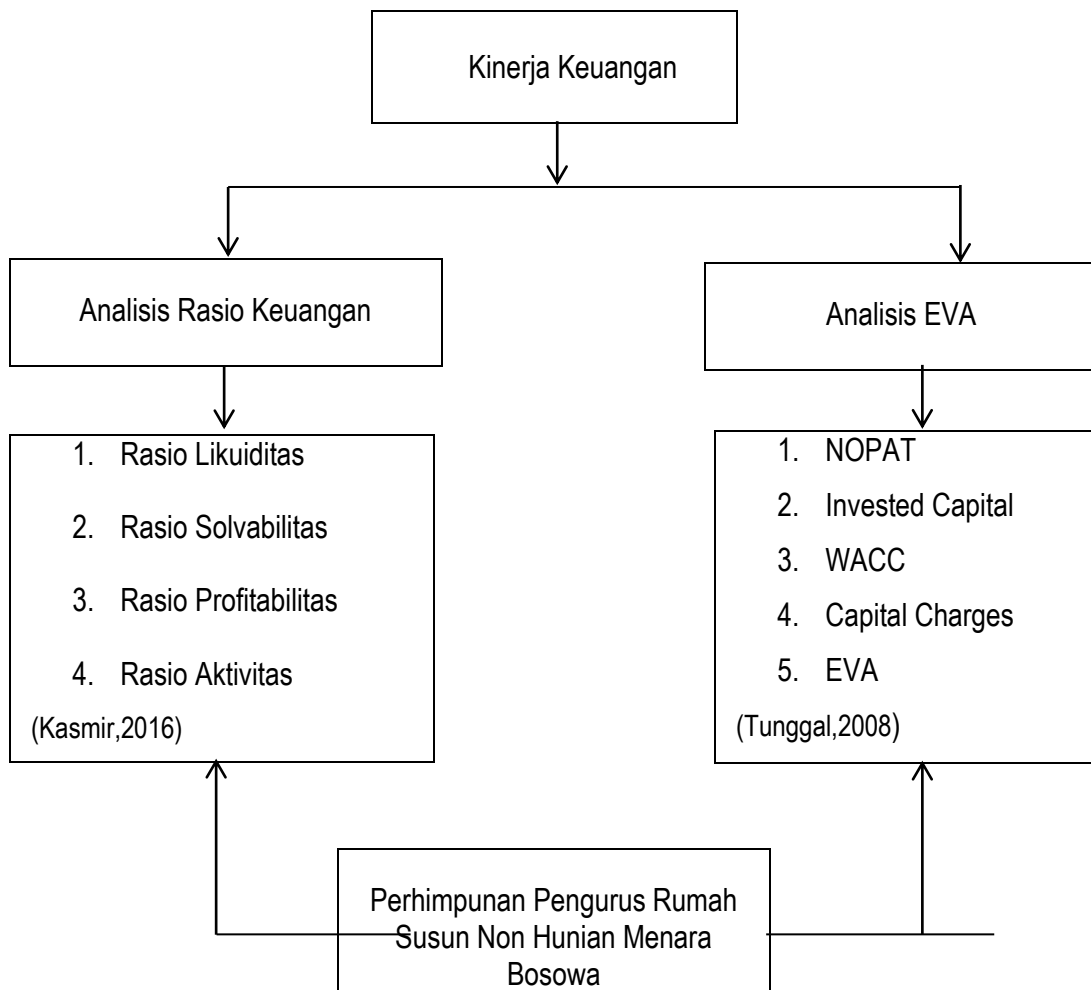 Kinerja Keuangan
Analisis Rasio Keuangan
Analisis EVA
1. Rasio Likuiditas
2. Rasio Solvabilitas
3. Rasio Profitabilitas
4. Rasio Aktivitas
(Kasmir,2016)
1. NOPAT
2. Invested Capital
3. WACC
4. Capital Charges
5. EVA
(Tunggal,2008)
Perhimpunan Pengurus Rumah
Susun Non Hunian Menara
Bosowa